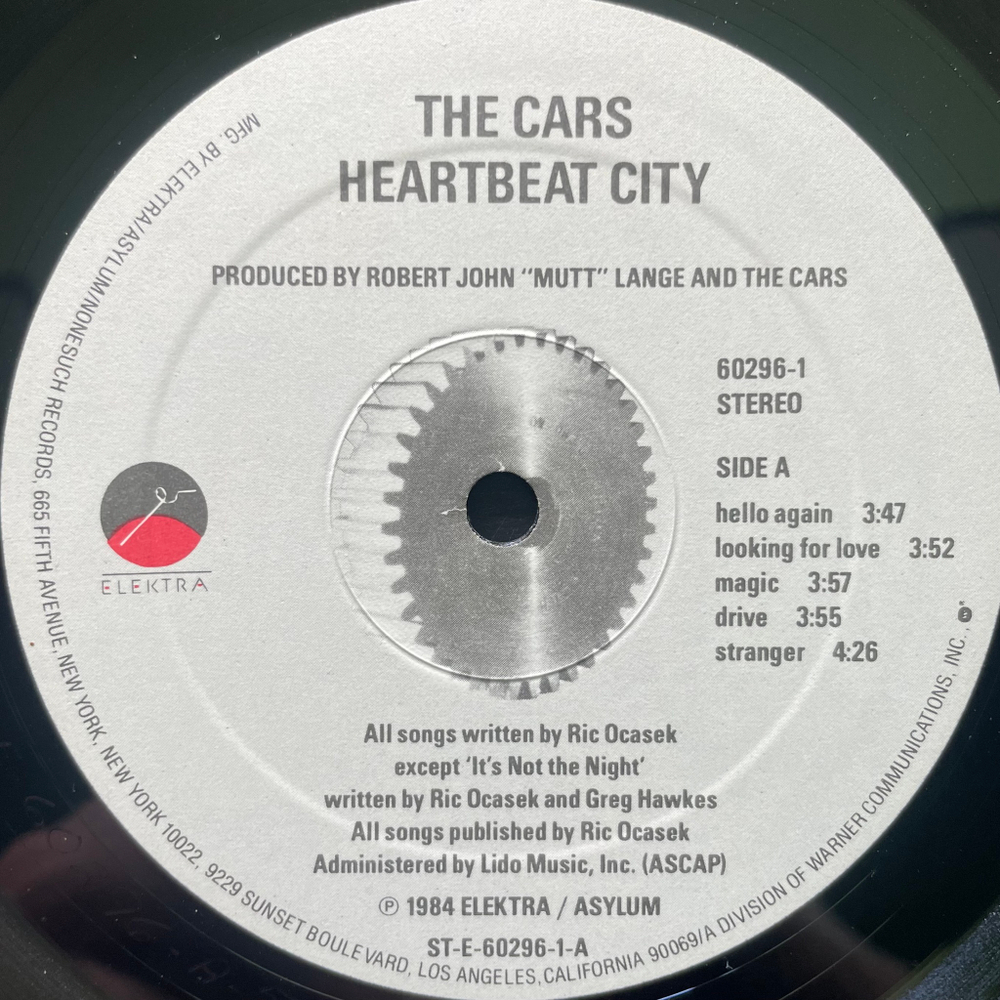 THE CARS
HEARTBEAT CITY
PRODUCED BY ROBERT JOHN "MUTT" LANGE AND THE CARS
60296-1
STEREO
SIDE A
hello again 3:47
looking for love 3:52
magic 3:57
drive 3:55
stranger 4:26
ELEKTRA
All songs written by Ric Ocasek
except 'It's Not the Night'
written by Ric Ocasek and Greg Hawkes
All songs published by Ric Ocasek
Administered by Lido Music, Inc. (ASCAP)
℗ 1984 ELEKTRA / ASYLUM
ST-E-60296-1-A
MFG. BY ELEKTRA/ASYLUM/NONESUCH RECORDS, 665 FIFTH AVENUE, NEW YORK, NEW YORK 10022, 9229 SUNSET BOULEVARD, LOS ANGELES, CALIFORNIA 90069/A DIVISION OF WARNER COMMUNICATIONS, INC.,